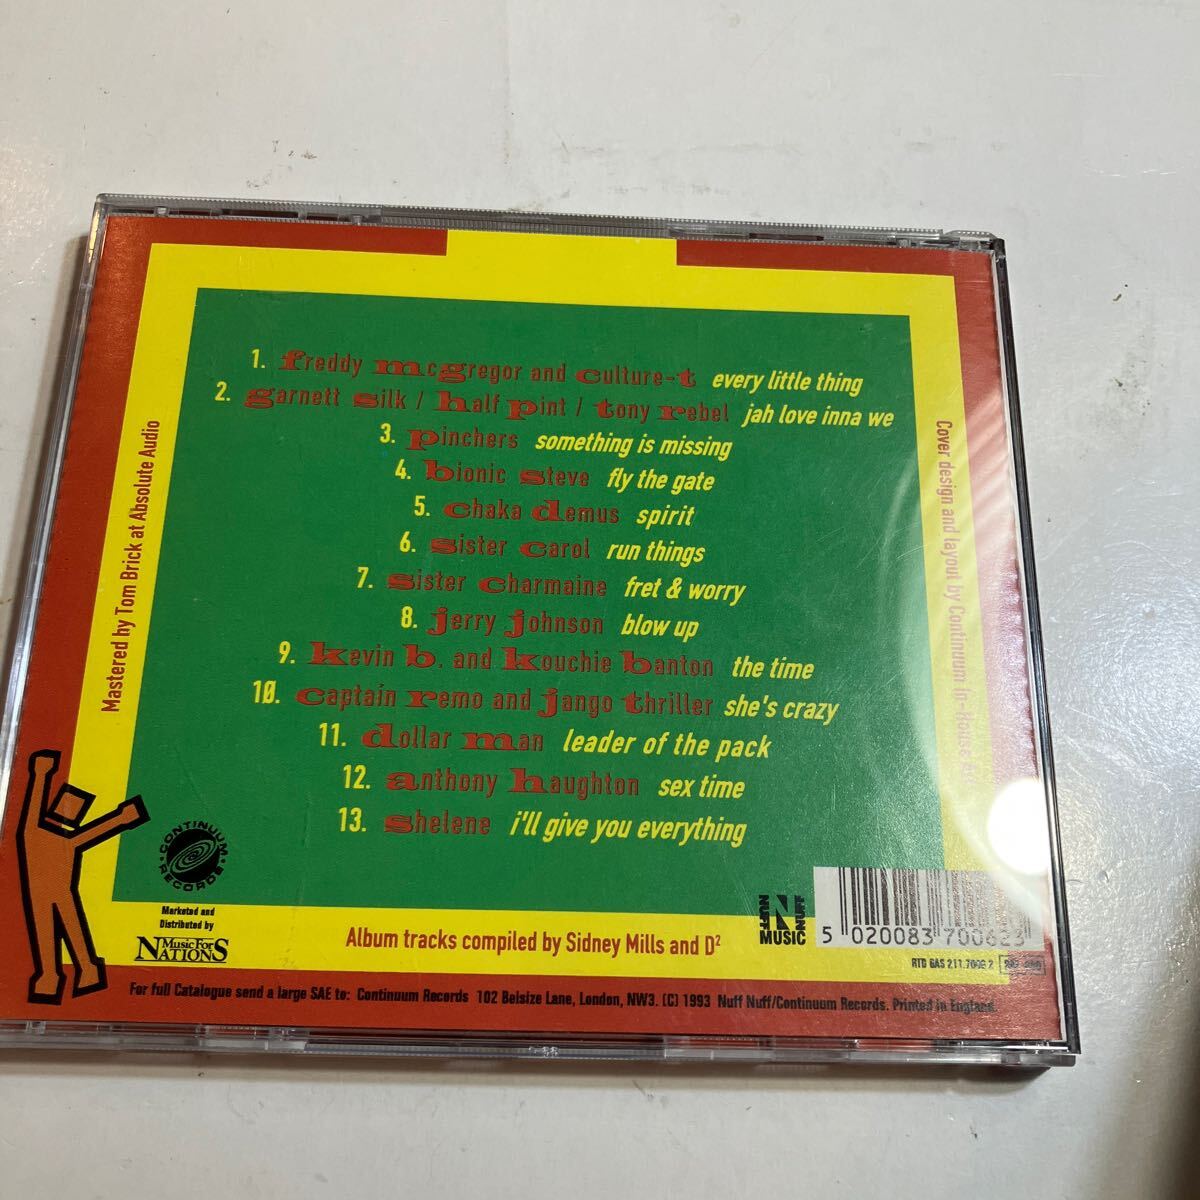 1. freddy mcgregor and culture-t every little thing
2. garnett silk / half pint / tony rebel jah love inna we
3. pinchers something is missing
4. bionic steve fly the gate
5. chaka demus spirit
6. sister carol run things
7. sister charmaine fret & worry
8. jerry johnson blow up
9. kevin b. and kouchie banton the time
10. captain remo and jango thriller she's crazy
11. dollar man leader of the pack
12. anthony haughton sex time
13. shelene i'll give you everything
Mastered by Tom Brick at Absolute Audio
Cover design and layout by Continuum In-House
CONTINUUM
RECORDS
Marketed and
Distributed by
Music For
NATIONS
Album tracks compiled by Sidney Mills and D²
NUFF N NUFF
MUSIC
5 020083 700623
RTD GAS 211.7006 2
For full Catalogue send a large SAE to: Continuum Records 102 Belsize Lane, London, NW3. (C) 1993 Nuff Nuff/Continuum Records. Printed in England.